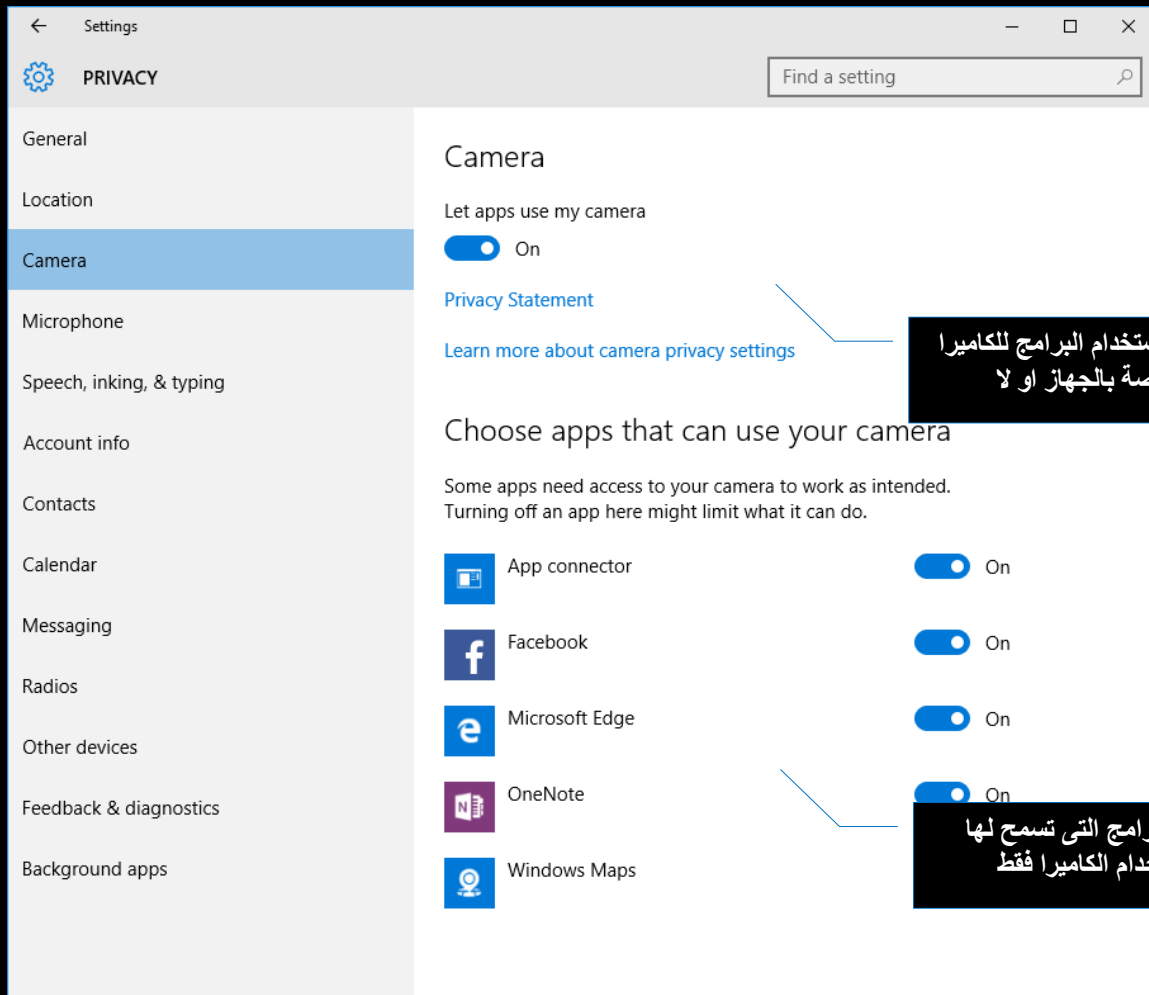 Settings
PRIVACY
Find a setting
General
Location
Camera
Microphone
Speech, inking, & typing
Account info
Contacts
Calendar
Messaging
Radios
Other devices
Feedback & diagnostics
Background apps
Camera
Let apps use my camera
On
Privacy Statement
Learn more about camera privacy settings
البرامج للكاميرا
بالجهاز او لا
Choose apps that can use your camera
Some apps need access to your camera to work as intended.
Turning off an app here might limit what it can do.
App connector On
Facebook On
Microsoft Edge On
OneNote On
التى تسمح لها
الكاميرا فقط
Windows Maps